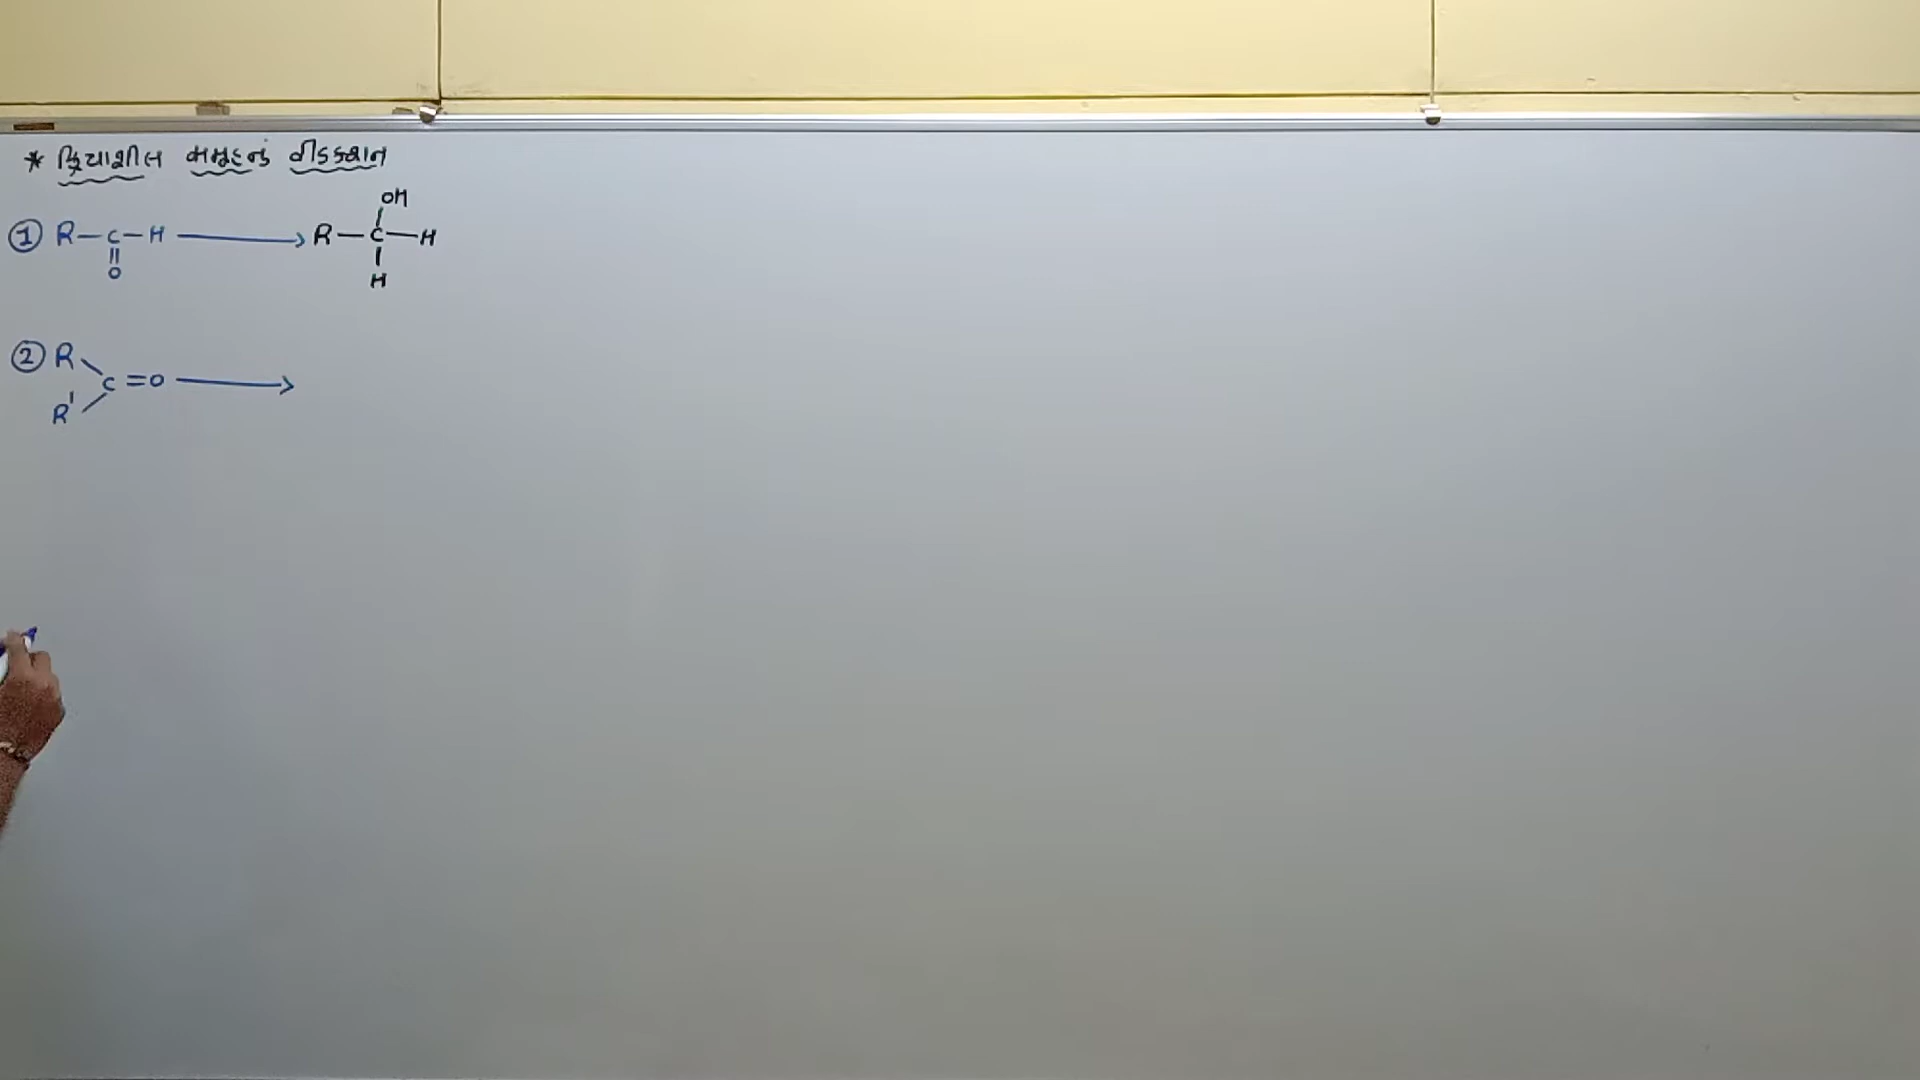 * ક્રિયાશીલ સમૂહનું રીડક્શન
OH
① R—C—H ⟶ R—C—H
|| |
O H
② R
C=O ⟶
R'